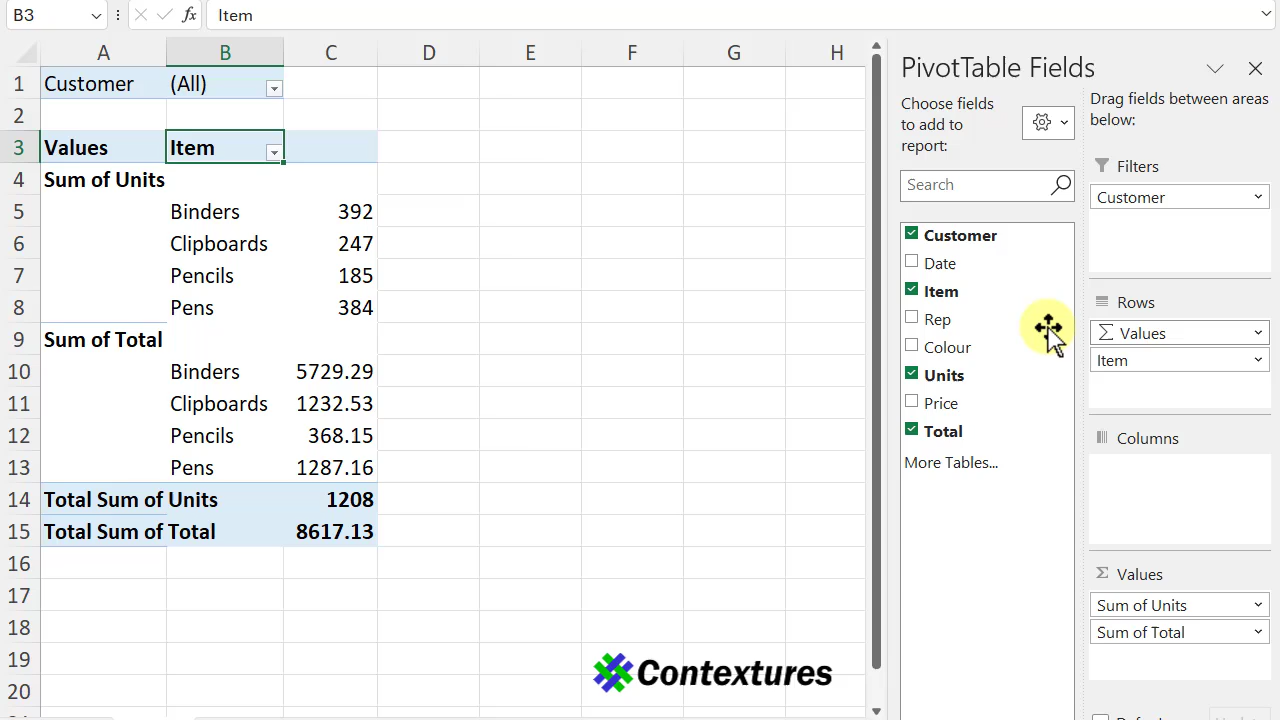 B3
fx
Item
A B C D E F G H
1 Customer (All)
2
3 Values Item
4 Sum of Units
5 Binders 392
6 Clipboards 247
7 Pencils 185
8 Pens 384
9 Sum of Total
10 Binders 5729.29
11 Clipboards 1232.53
12 Pencils 368.15
13 Pens 1287.16
14 Total Sum of Units 1208
15 Total Sum of Total 8617.13
16
17
18
19
20
Contextures
PivotTable Fields
Choose fields
to add to
report:
Search
Customer
Date
Item
Rep
Colour
Units
Price
Total
More Tables...
Drag fields between areas
below:
Filters
Customer
Rows
Σ Values
Item
Columns
Σ Values
Sum of Units
Sum of Total